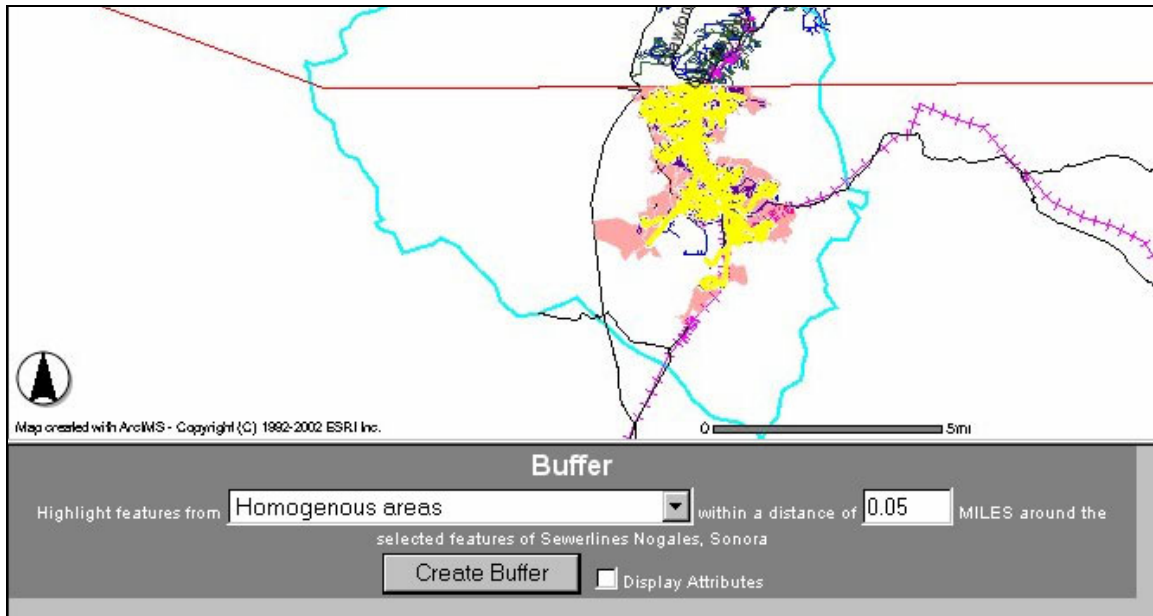 Map created with ArcIMS - Copyright (C) 1992-2002 ESRI Inc.
0 5mi
Buffer
Highlight features from Homogenous areas within a distance of 0.05 MILES around the
selected features of Sewerlines Nogales, Sonora
Create Buffer Display Attributes